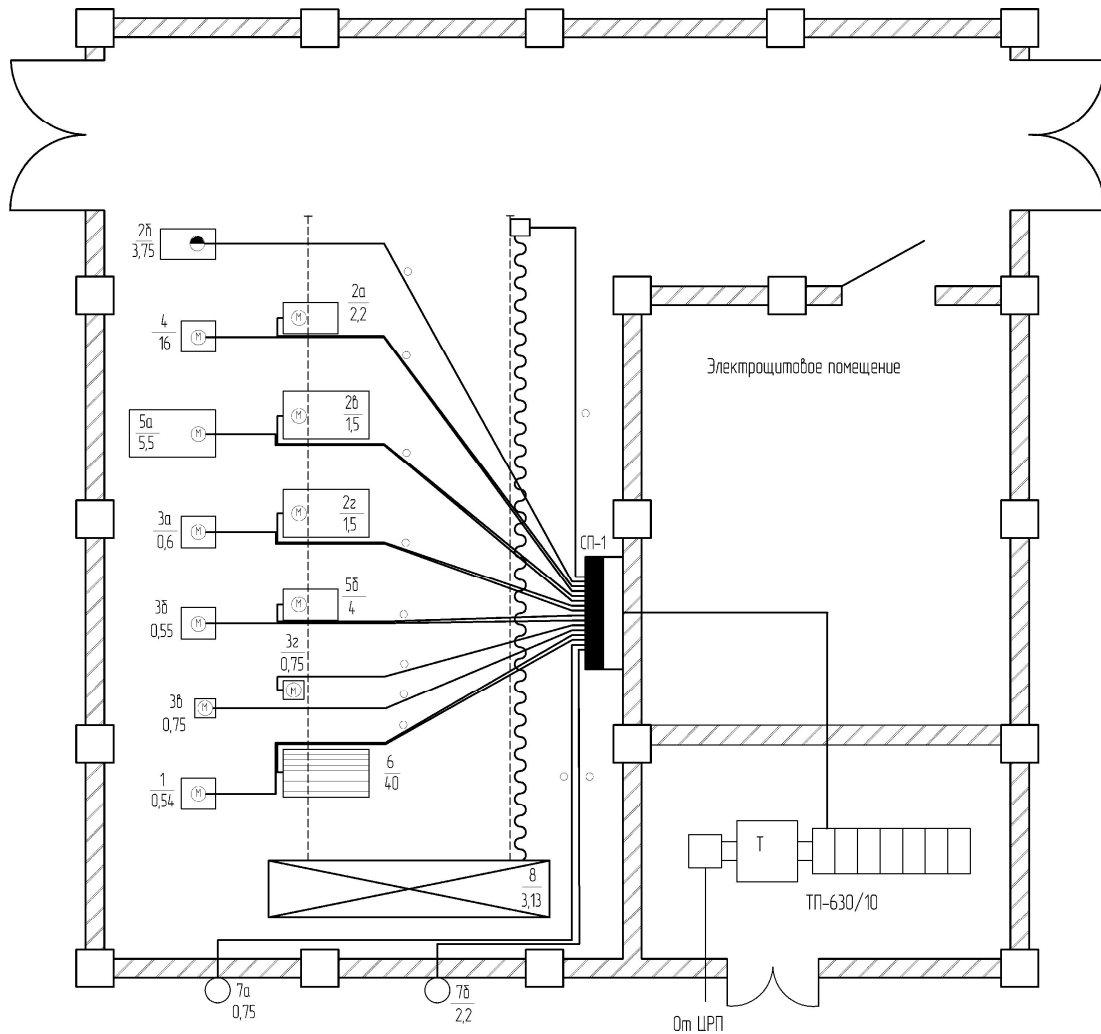 2б
3,75
2а
2,2
4
16
М
М
Электрощитовое помещение
2в
1,5
5а
5,5
М
М
2г
1,5
3а
0,6
М
М
СП-1
5б
4
3б
0,55
М
М
3г
0,75
М
3в
0,75
М
6
40
1
0,54
М
Т
8
3,13
ТП-630/10
7а
0,75
7б
2,2
От ЦРП